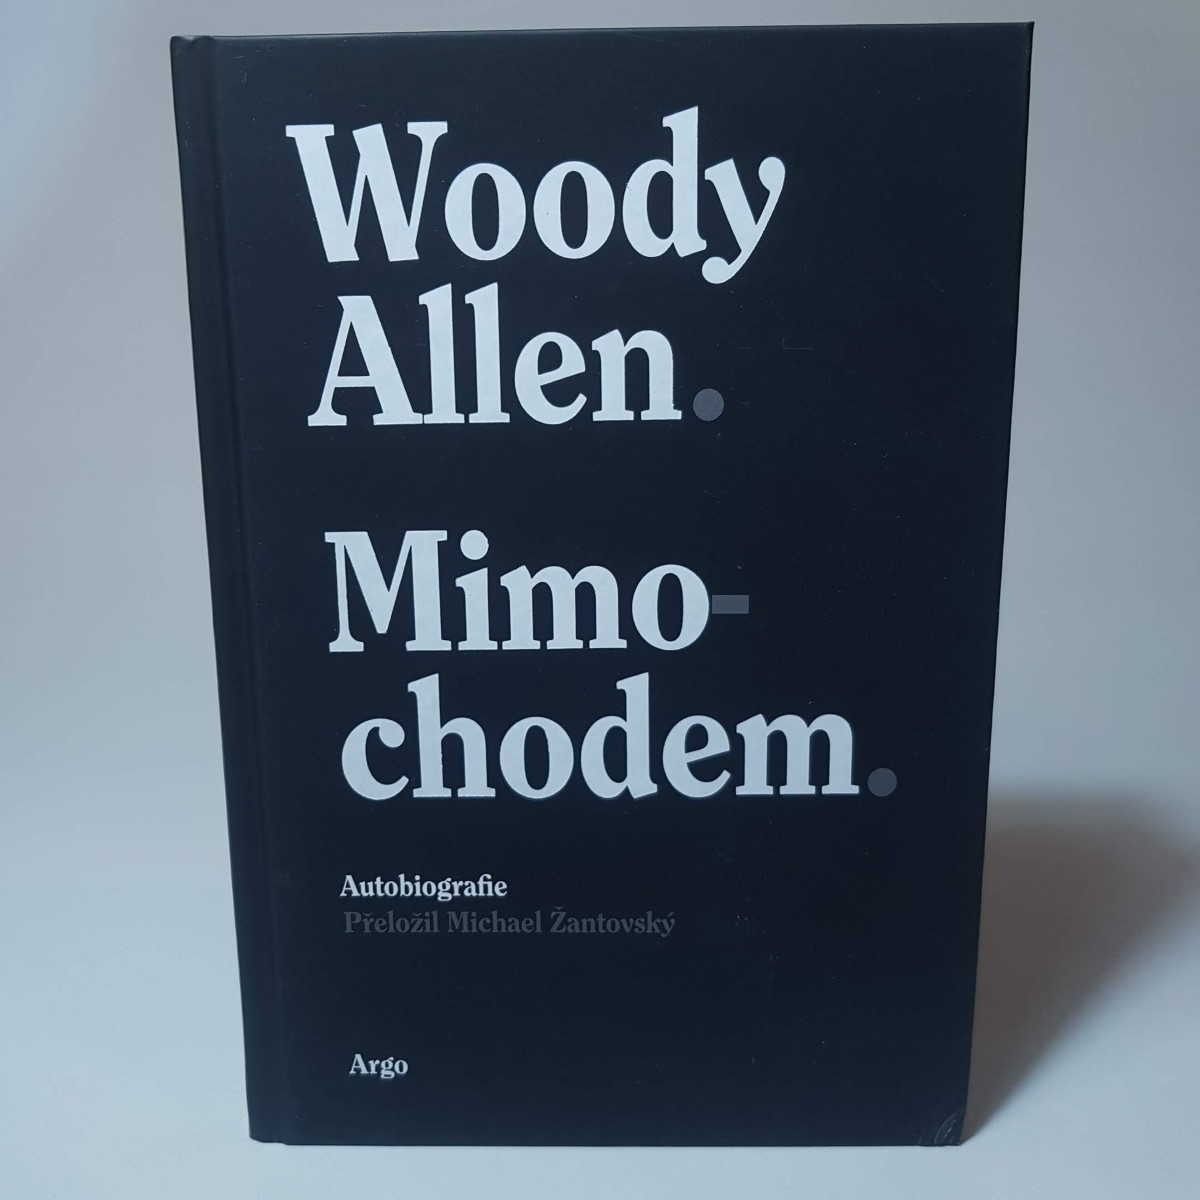 Woody
Allen.
Mimo-
chodem.
Autobiografie
Přeložil Michael Žantovský
Argo